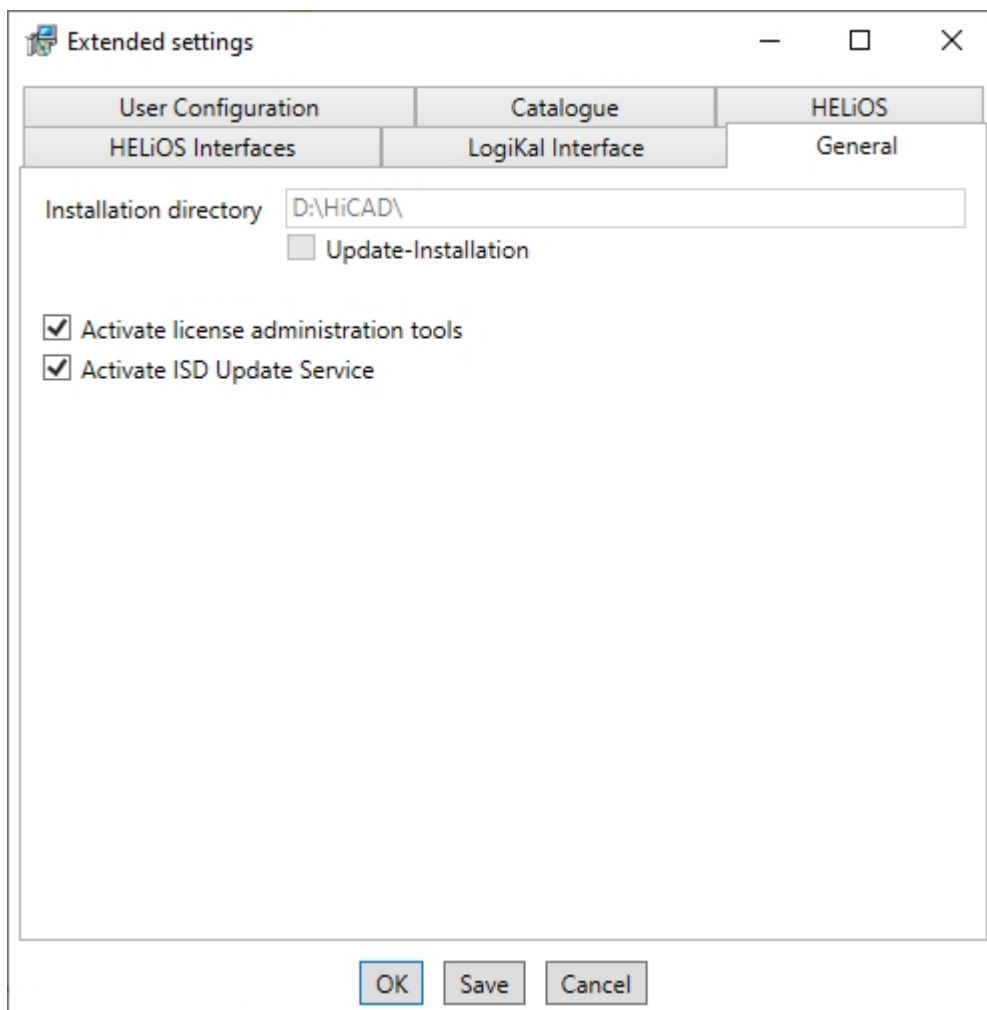 Extended settings
User Configuration Catalogue HELiOS
HELiOS Interfaces LogiKal Interface General
Installation directory D:\HiCAD\
Update-Installation
Activate license administration tools
Activate ISD Update Service
OK Save Cancel